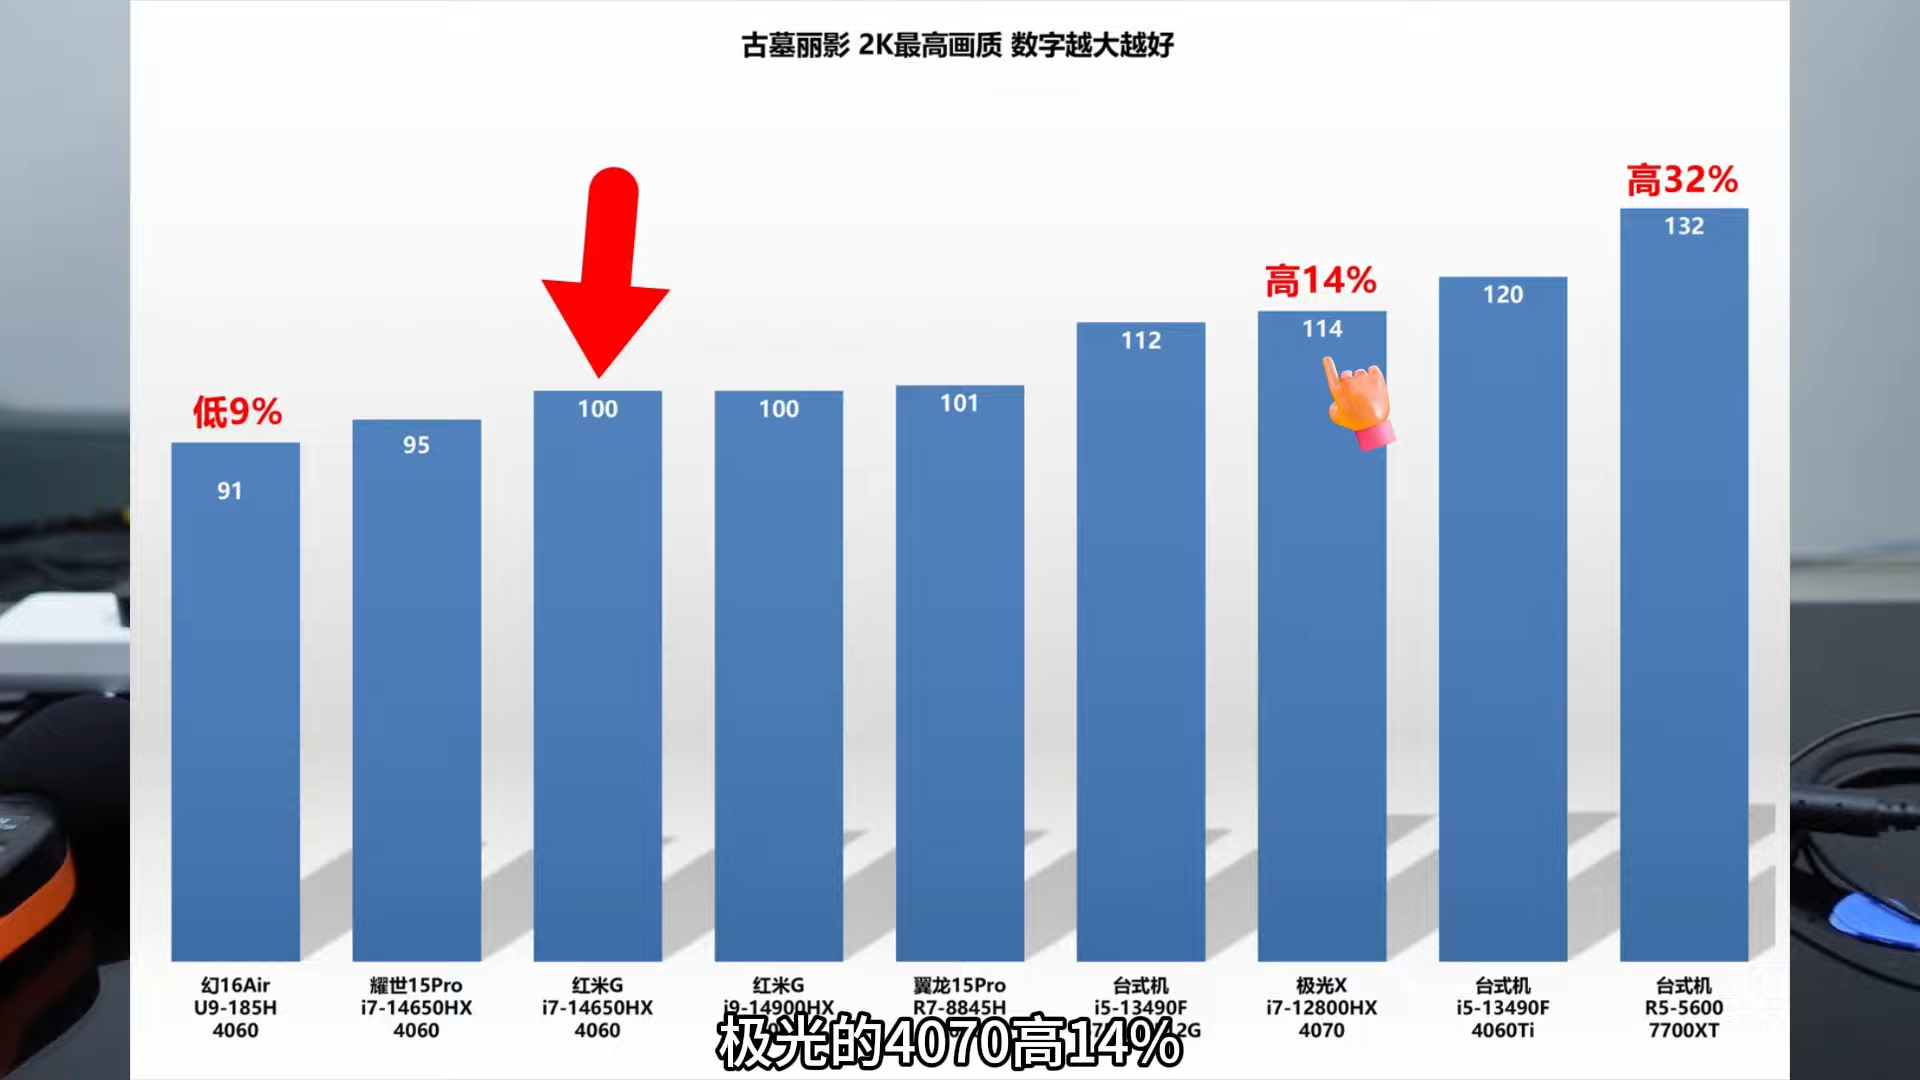 古墓丽影 2K最高画质 数字越大越好
高32%
132
高14%
120
114
112
低9%
101
100
100
95
91
幻16Air
U9-185H
4060
耀世15Pro
i7-14650HX
4060
红米G
i7-14650HX
4060
红米G
i9-14900HX
翼龙15Pro
R7-8845H
台式机
i5-13490F
极光X
i7-12800HX
4070
台式机
i5-13490F
4060Ti
台式机
R5-5600
7700XT
极光的4070高14%